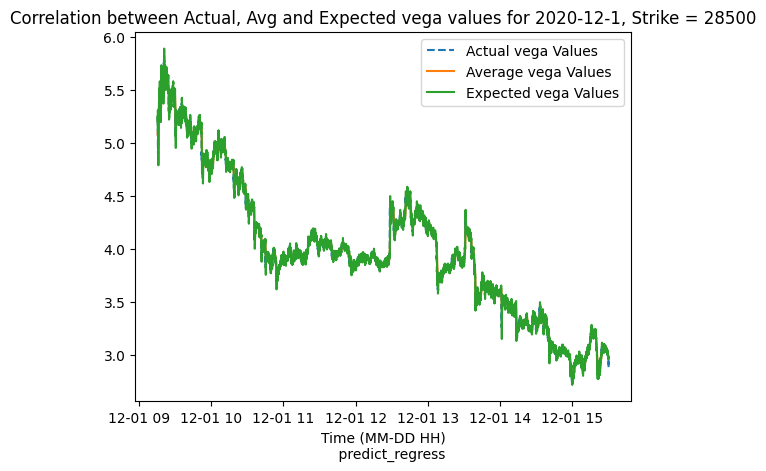 Correlation between Actual, Avg and Expected vega values for 2020-12-1, Strike = 28500
Actual vega Values
Average vega Values
Expected vega Values
6.0
5.5
5.0
4.5
4.0
3.5
3.0
12-01 09 12-01 10 12-01 11 12-01 12 12-01 13 12-01 14 12-01 15
Time (MM-DD HH)
predict_regress